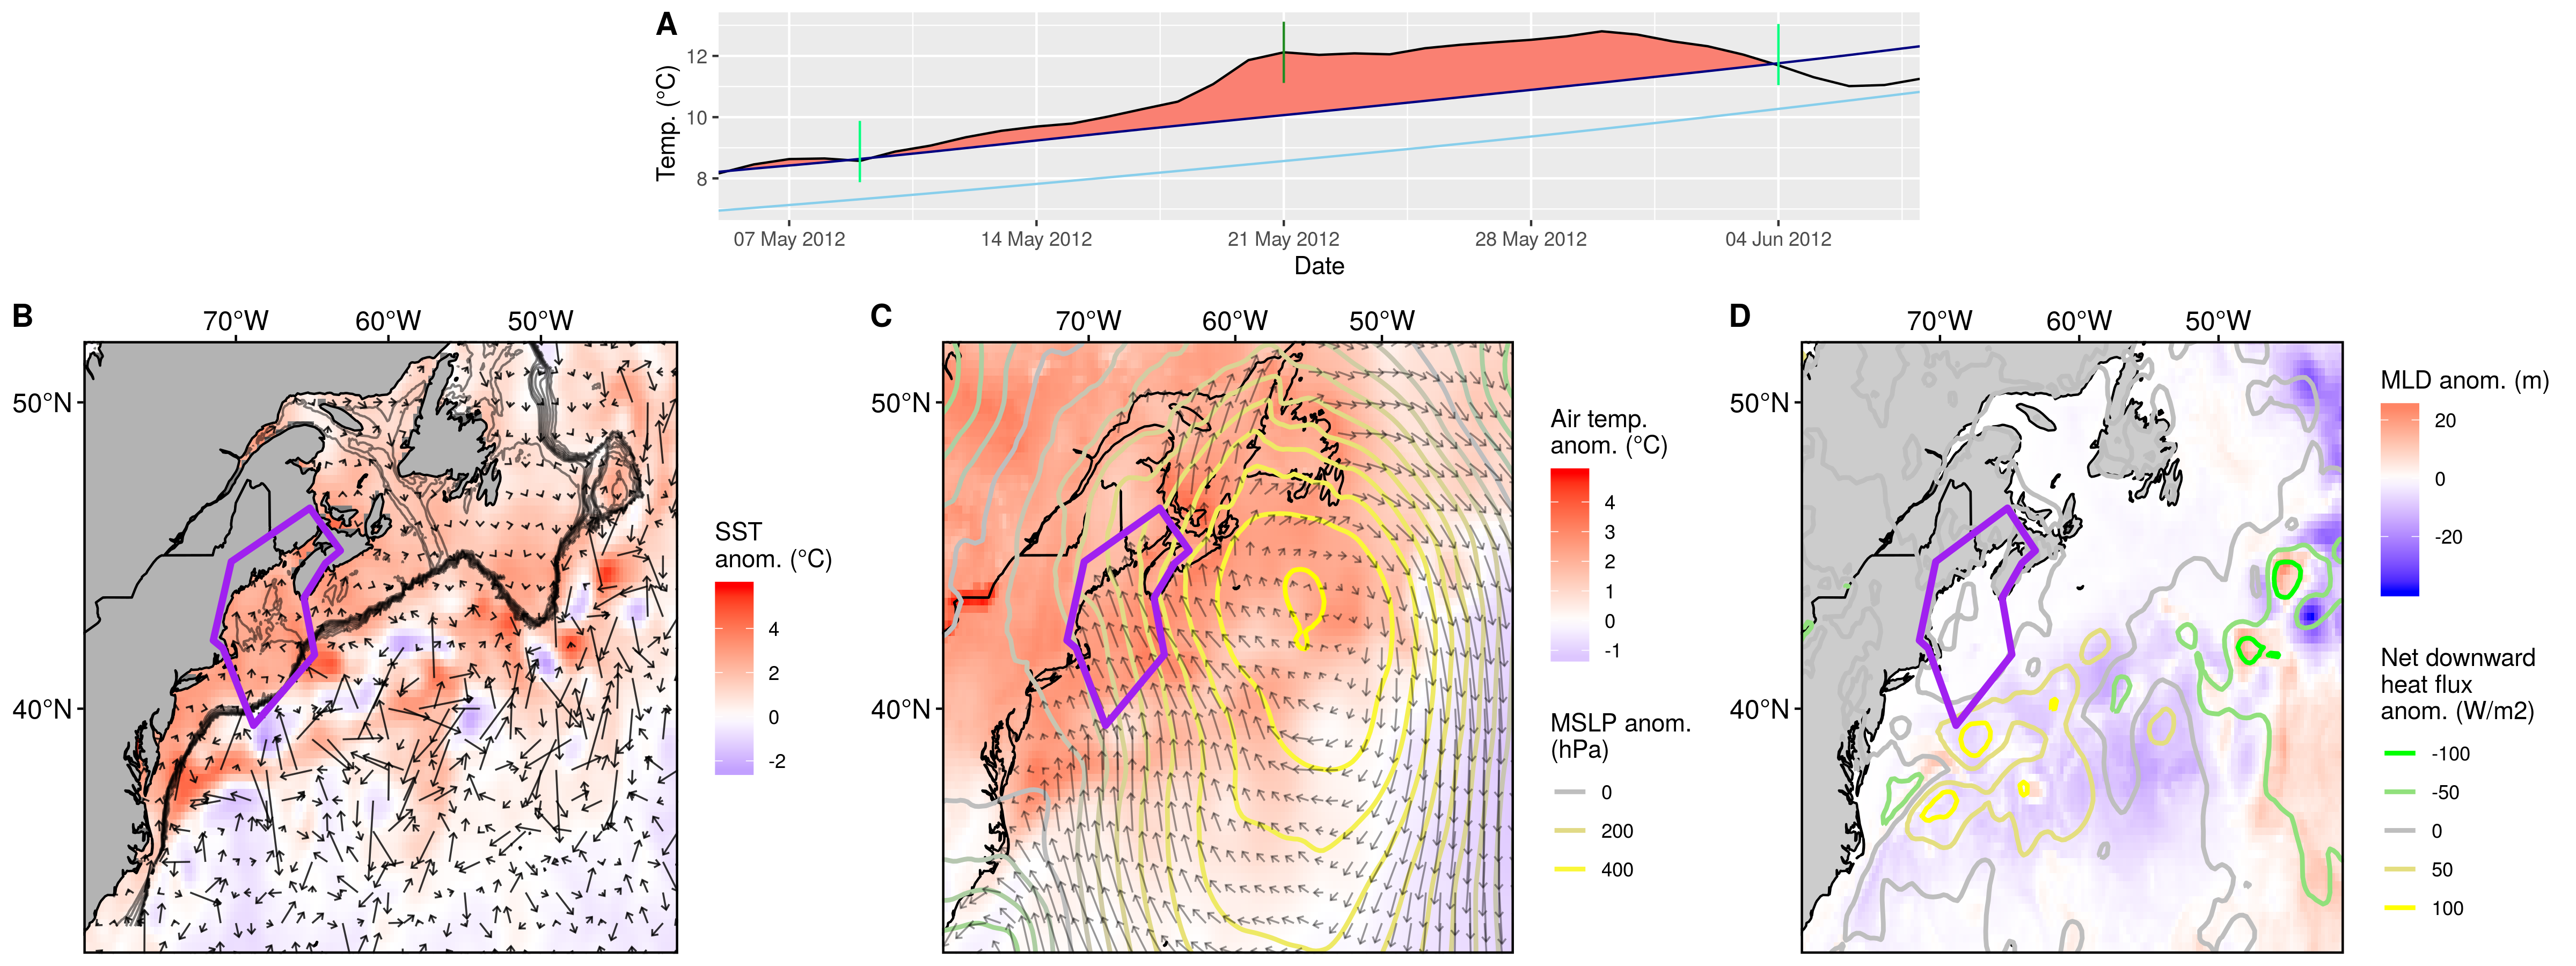 A
Temp. (°C)
12
10
8
07 May 2012 14 May 2012 21 May 2012 28 May 2012 04 Jun 2012
Date
B
70°W 60°W 50°W
50°N
40°N
SST
anom. (°C)
4
2
0
-2
C
70°W 60°W 50°W
50°N
40°N
Air temp.
anom. (°C)
4
3
2
1
0
-1
MSLP anom.
(hPa)
0
200
400
D
70°W 60°W 50°W
50°N
40°N
MLD anom. (m)
20
0
-20
Net downward
heat flux
anom. (W/m2)
-100
-50
0
50
100